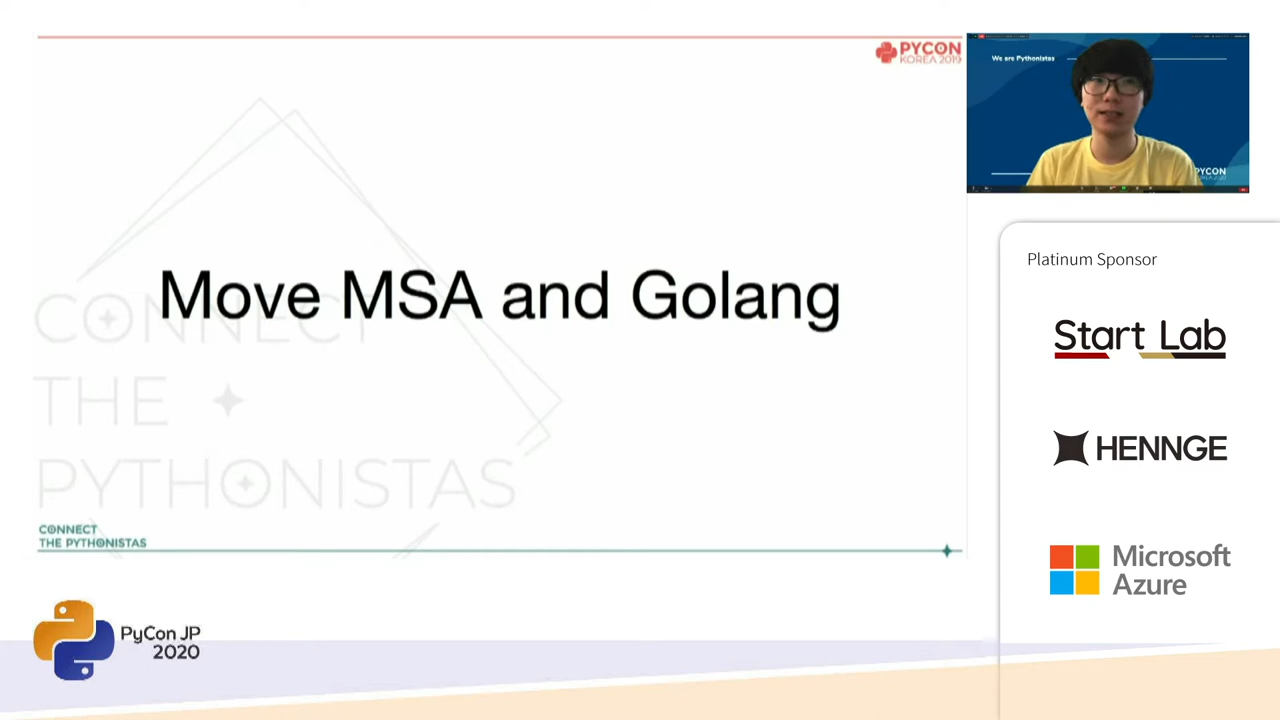 PYCON
KOREA 2019
We are Pythonistas
PYCON
Move MSA and Golang
CONNECT
THE
PYTHONISTAS
CONNECT
THE PYTHONISTAS
Platinum Sponsor
Start Lab
HENNGE
Microsoft
Azure
PyCon JP
2020